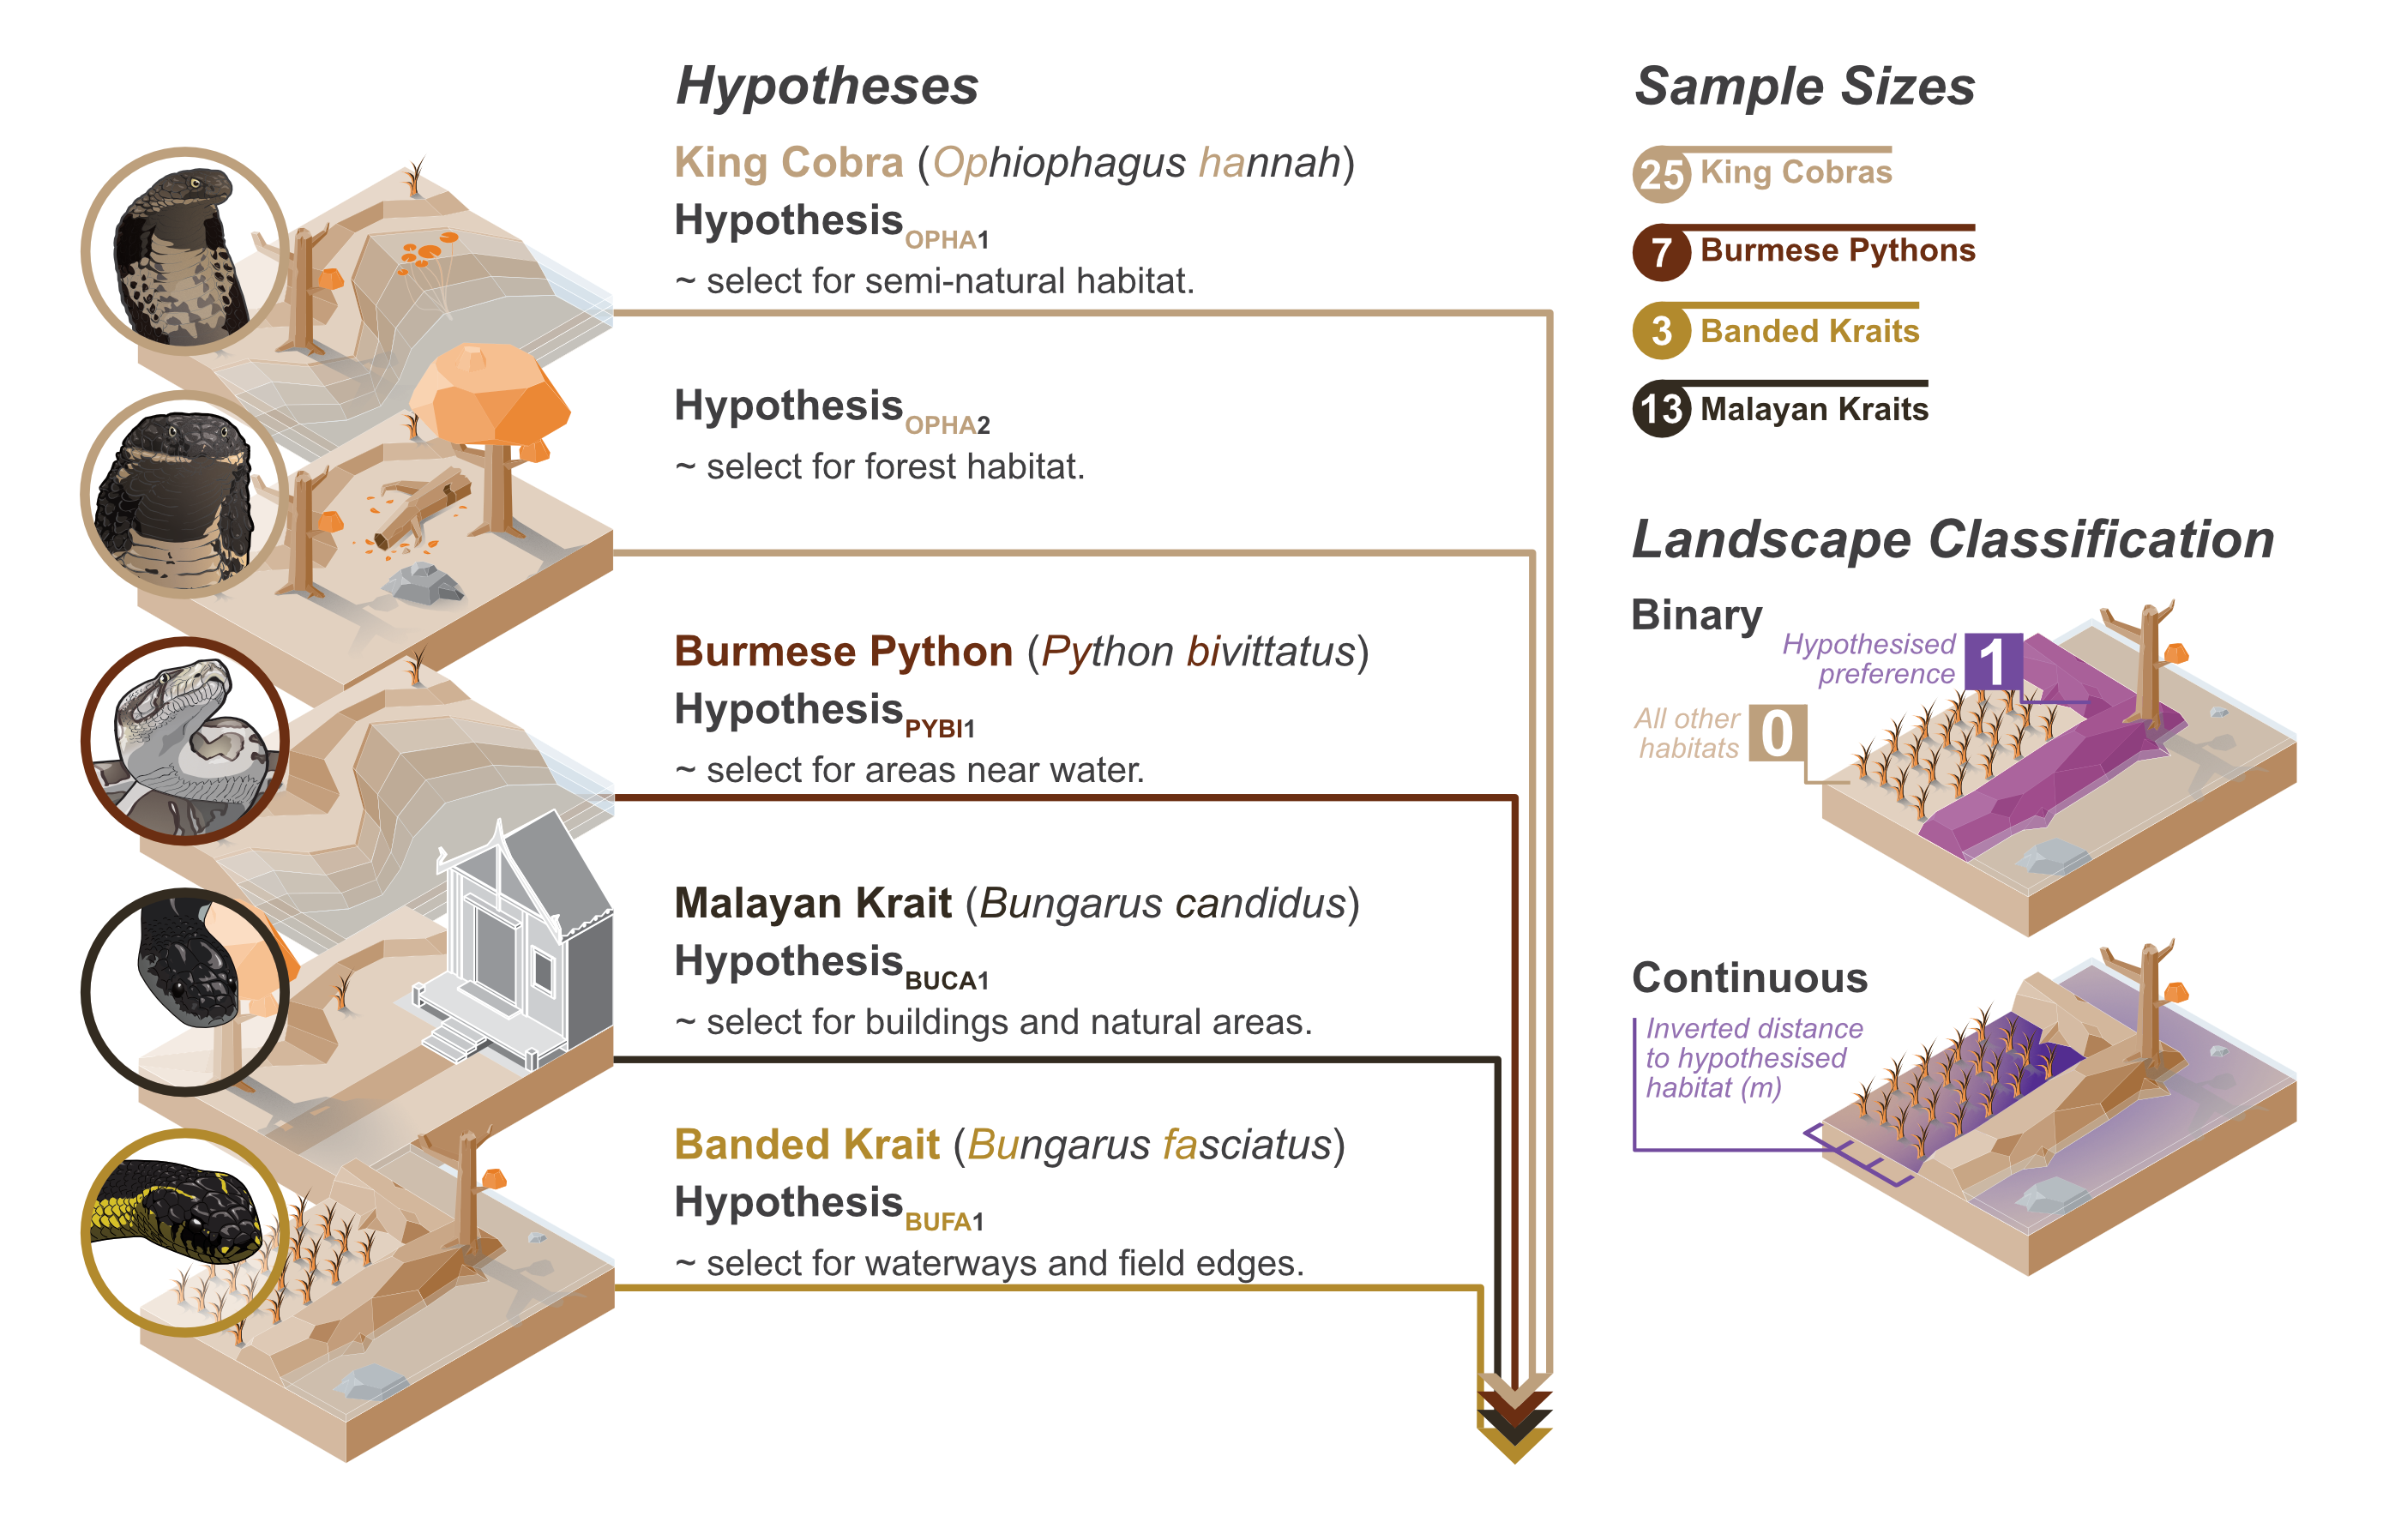 Hypotheses
King Cobra (Ophiophagus hannah)
Hypothesis OPHA1
~ select for semi-natural habitat.
Hypothesis OPHA2
~ select for forest habitat.
Burmese Python (Python bivittatus)
Hypothesis PYBI1
~ select for areas near water.
Malayan Krait (Bungarus candidus)
Hypothesis BUCA1
~ select for buildings and natural areas.
Banded Krait (Bungarus fasciatus)
Hypothesis BUFA1
~ select for waterways and field edges.
Sample Sizes
25 King Cobras
7 Burmese Pythons
3 Banded Kraits
13 Malayan Kraits
Landscape Classification
Binary
Hypothesised
preference
1
All other
habitats
0
Continuous
Inverted distance
to hypothesised
habitat (m)